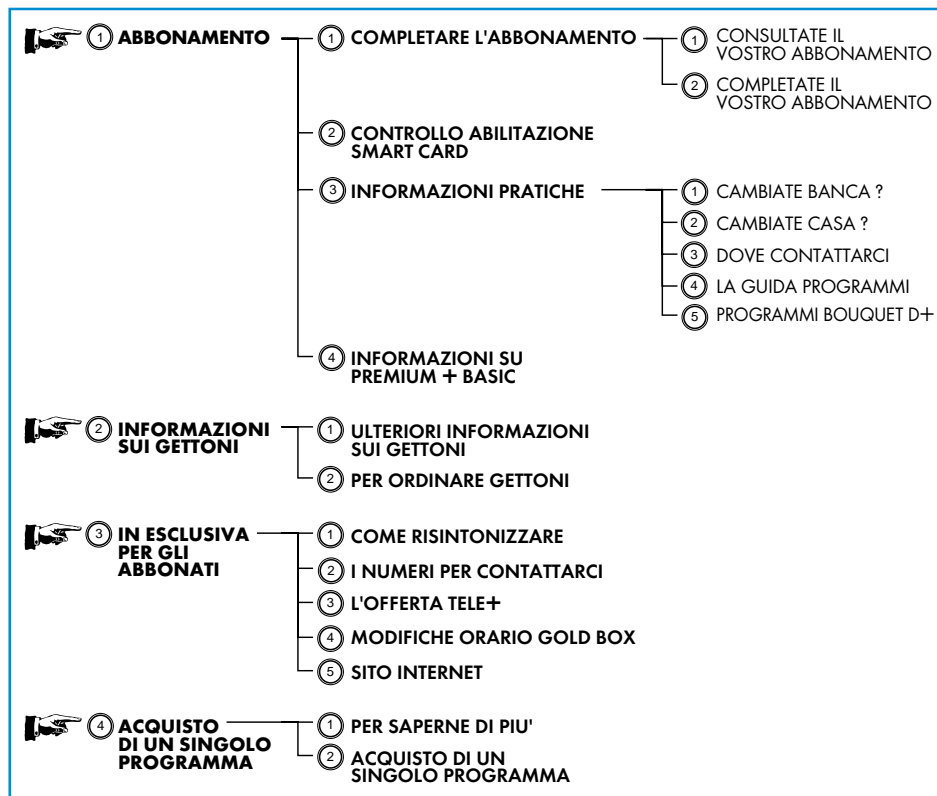 1 ABBONAMENTO
1 COMPLETARE L'ABBONAMENTO
1 CONSULTATE IL
VOSTRO ABBONAMENTO
2 COMPLETATE IL
VOSTRO ABBONAMENTO
2 CONTROLLO ABILITAZIONE
SMART CARD
3 INFORMAZIONI PRATICHE
1 CAMBIATE BANCA ?
2 CAMBIATE CASA ?
3 DOVE CONTATTARCI
4 LA GUIDA PROGRAMMI
5 PROGRAMMI BOUQUET D+
4 INFORMAZIONI SU
PREMIUM + BASIC
2 INFORMAZIONI
SUI GETTONI
1 ULTERIORI INFORMAZIONI
SUI GETTONI
2 PER ORDINARE GETTONI
3 IN ESCLUSIVA
PER GLI
ABBONATI
1 COME RISINTONIZZARE
2 I NUMERI PER CONTATTARCI
3 L'OFFERTA TELE+
4 MODIFICHE ORARIO GOLD BOX
5 SITO INTERNET
4 ACQUISTO
DI UN SINGOLO
PROGRAMMA
1 PER SAPERNE DI PIU'
2 ACQUISTO DI UN
SINGOLO PROGRAMMA